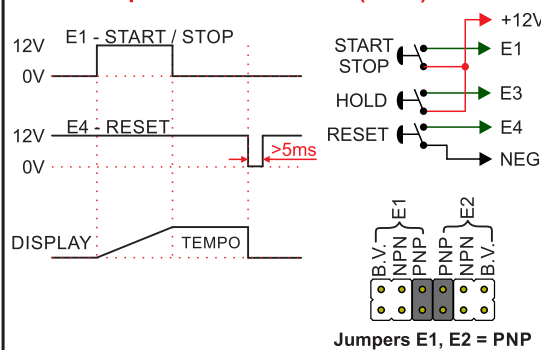 E1 - START / STOP
12V
0V
E4 - RESET
12V
0V
>5ms
DISPLAY
TEMPO
+12V
START
STOP
E1
HOLD
E3
RESET
E4
NEG
E1
E2
B.V.
NPN
PNP
PNP
NPN
B.V.
Jumpers E1, E2 = PNP